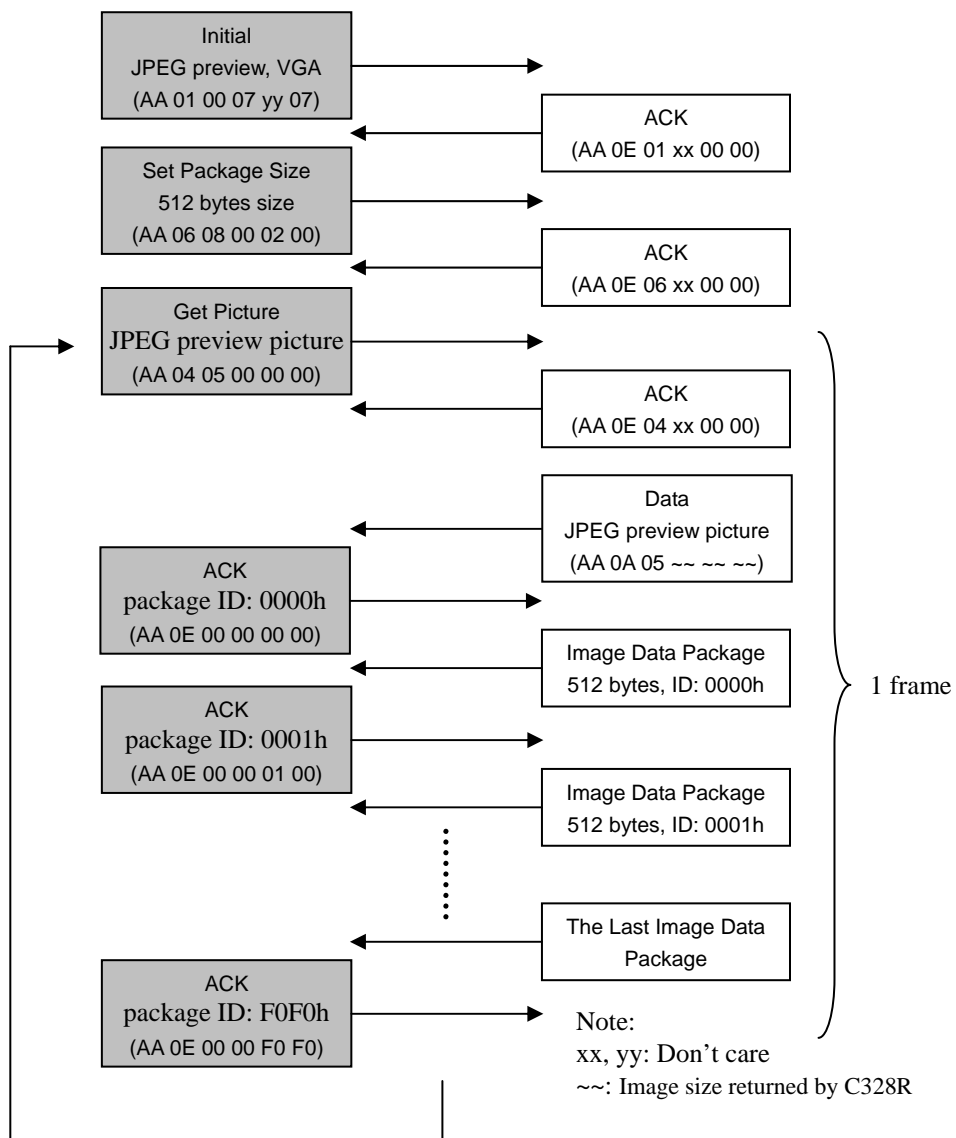 Initial
JPEG preview, VGA
(AA 01 00 07 yy 07)
ACK
(AA 0E 01 xx 00 00)
Set Package Size
512 bytes size
(AA 06 08 00 02 00)
ACK
(AA 0E 06 xx 00 00)
Get Picture
JPEG preview picture
(AA 04 05 00 00 00)
ACK
(AA 0E 04 xx 00 00)
Data
JPEG preview picture
(AA 0A 05 ~~ ~~ ~~)
ACK
package ID: 0000h
(AA 0E 00 00 00 00)
Image Data Package
512 bytes, ID: 0000h
1 frame
ACK
package ID: 0001h
(AA 0E 00 00 01 00)
Image Data Package
512 bytes, ID: 0001h
The Last Image Data
Package
ACK
package ID: F0F0h
(AA 0E 00 00 F0 F0)
Note:
xx, yy: Don't care
~~: Image size returned by C328R